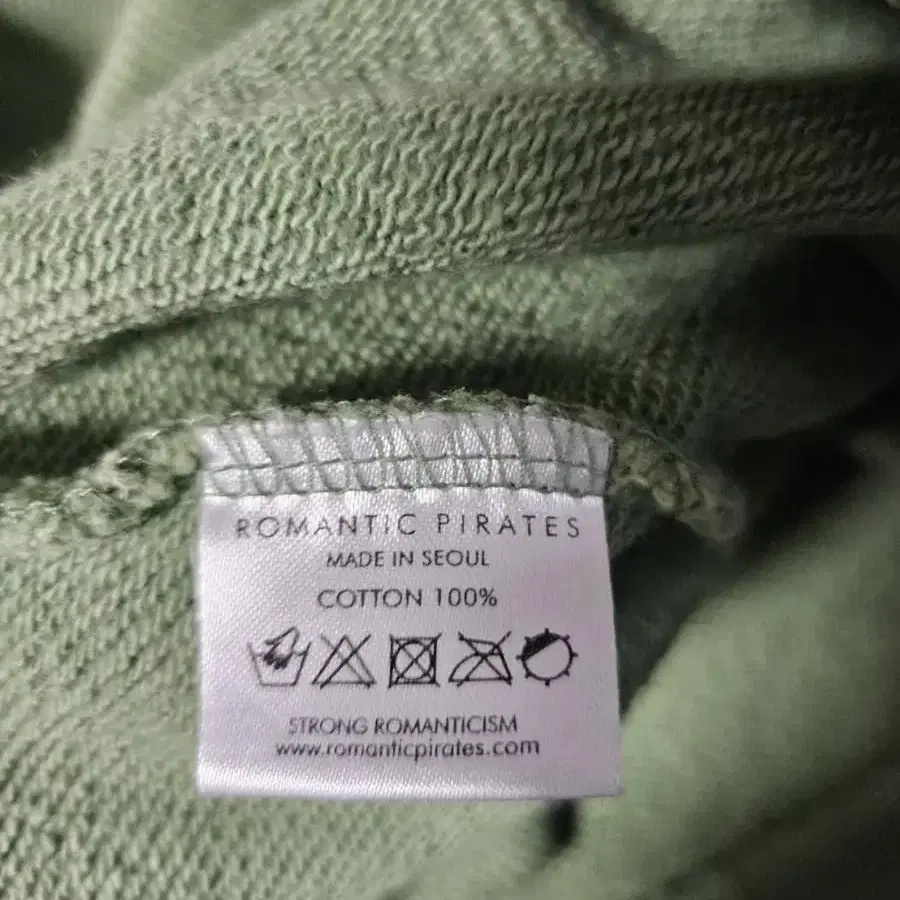 ROMANTIC PIRATES
MADE IN SEOUL
COTTON 100%
STRONG ROMANTICISM
www.romanticpirates.com